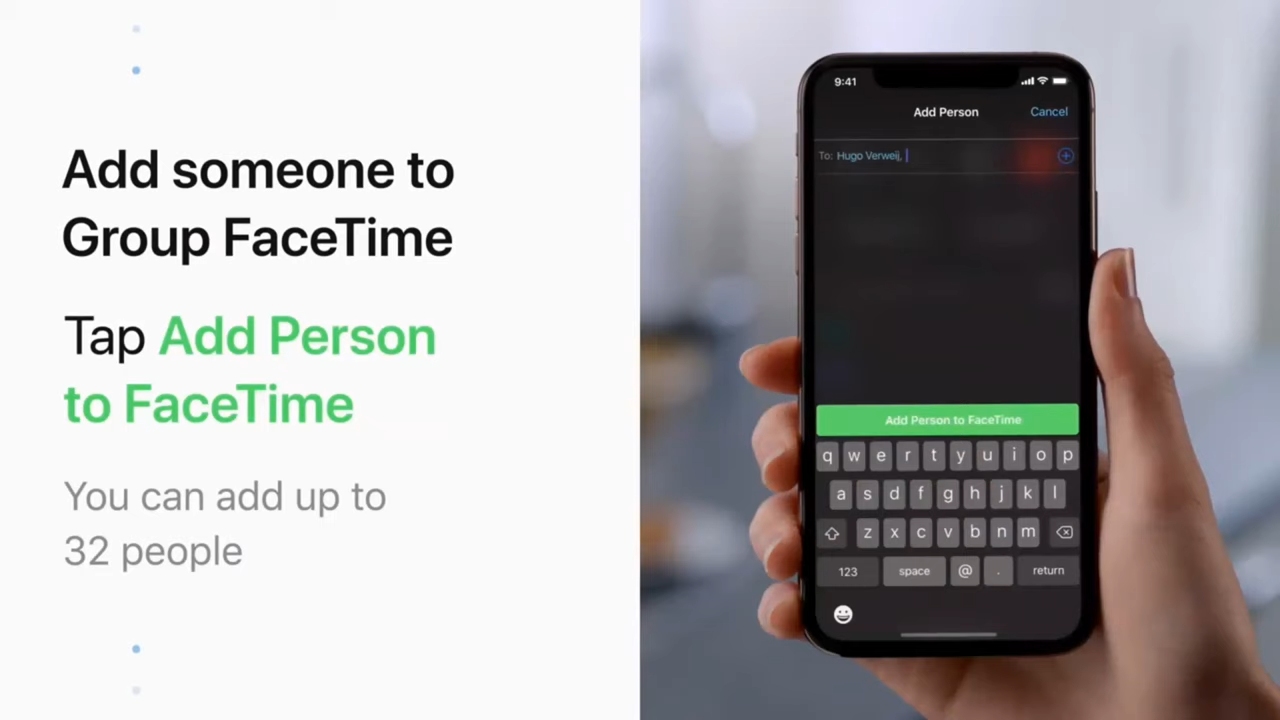 Add someone to
Group FaceTime
Tap Add Person
to FaceTime
You can add up to
32 people
9:41
Add Person Cancel
To: Hugo Verweij,
Add Person to FaceTime
q w e r t y u i o p
a s d f g h j k l
z x c v b n m
123 space @ . return